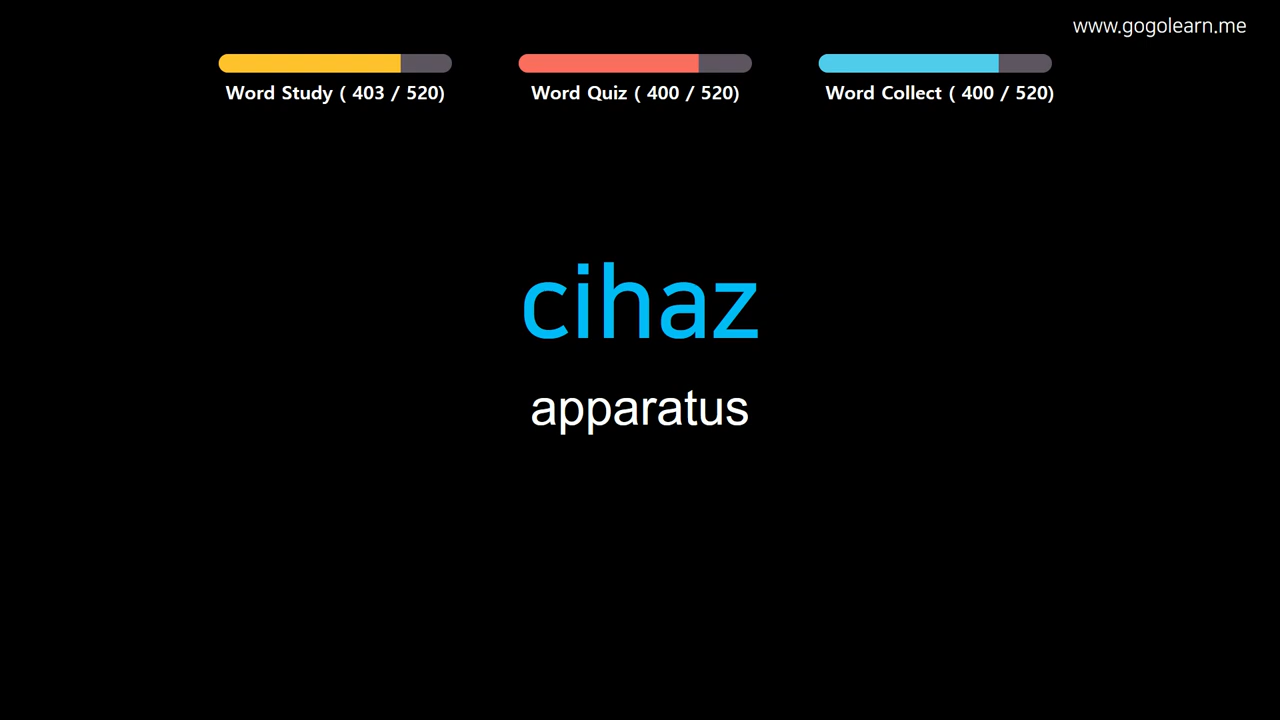 www.gogolearn.me
Word Study ( 403 / 520)
Word Quiz ( 400 / 520)
Word Collect ( 400 / 520)
cihaz
apparatus